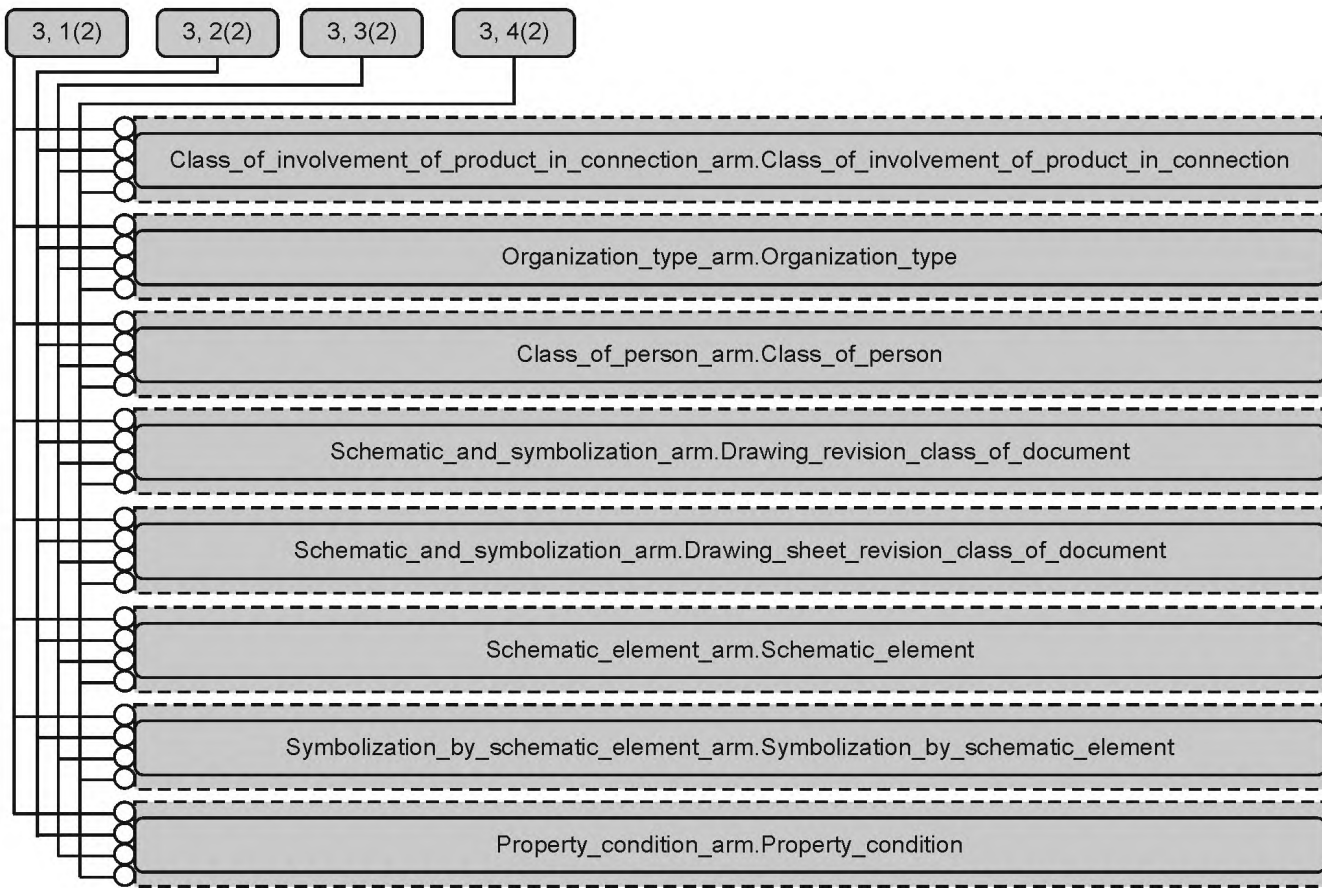 3, 1(2) 3, 2(2) 3, 3(2) 3, 4(2)
Class_of_involvement_of_product_in_connection_arm.Class_of_involvement_of_product_in_connection
Organization_type_arm.Organization_type
Class_of_person_arm.Class_of_person
Schematic_and_symbolization_arm.Drawing_revision_class_of_document
Schematic_and_symbolization_arm.Drawing_sheet_revision_class_of_document
Schematic_element_arm.Schematic_element
Symbolization_by_schematic_element_arm.Symbolization_by_schematic_element
Property_condition_arm.Property_condition